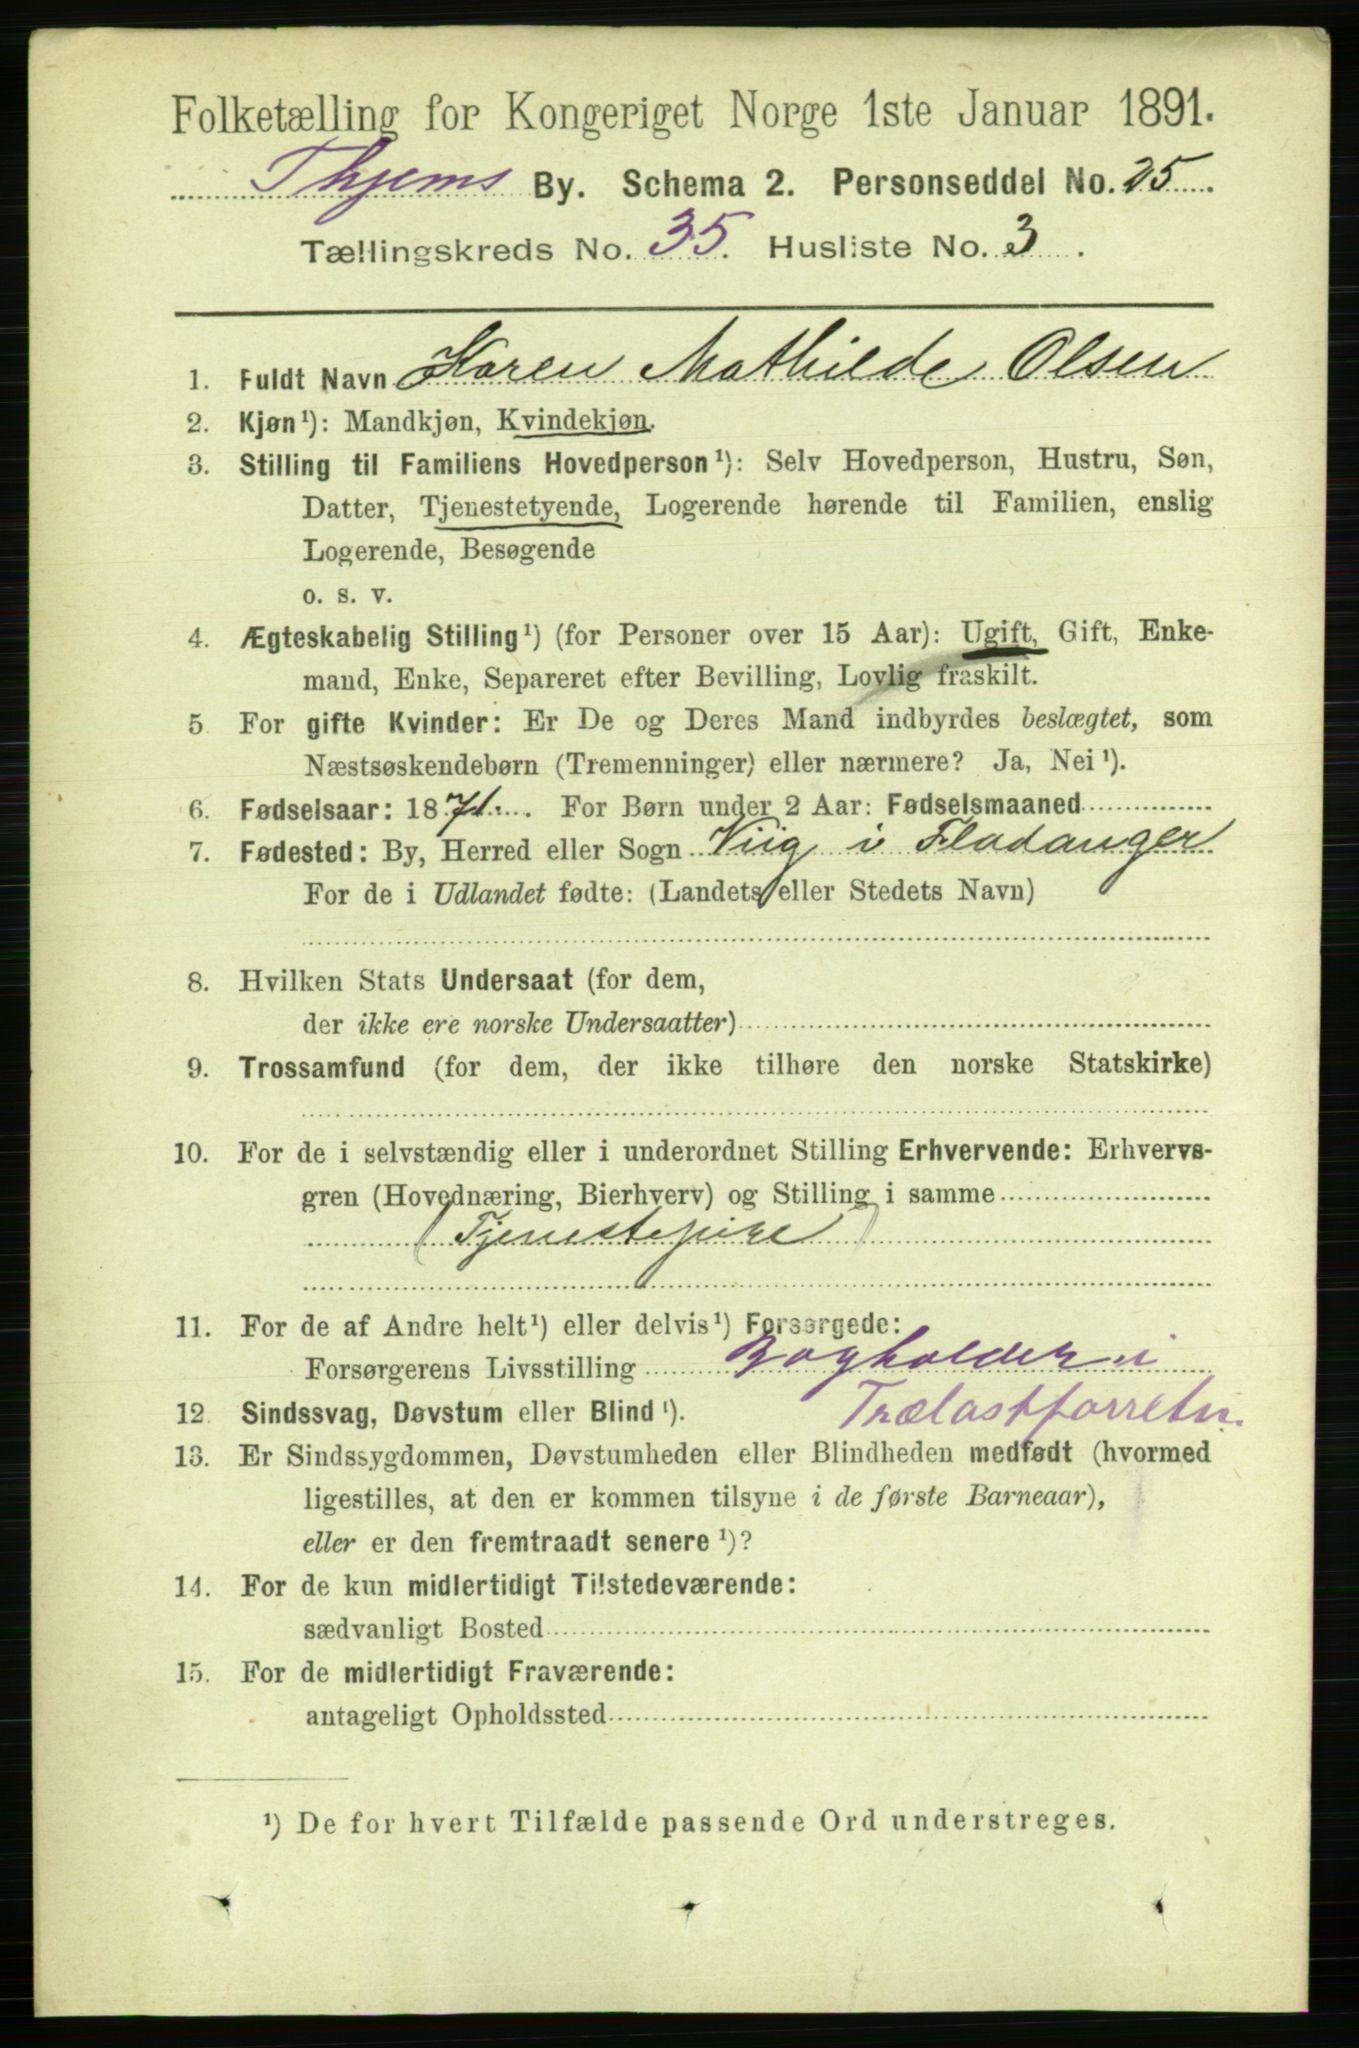 Folketælling for Kongeriget Norge 1ste Januar 1891.
Thjems By. Schema 2. Personseddel No. 25
Tællingskreds No. 35. Husliste No. 3.
1. Fuldt Navn Karen Mathilde Olsen
2. Kjøn¹): Mandkjøn, Kvindekjøn.
3. Stilling til Familiens Hovedperson¹): Selv Hovedperson, Hustru, Søn,
Datter, Tjenestetyende, Logerende hørende til Familien, enslig
Logerende, Besøgende
o. s. v.
4. Ægteskabelig Stilling¹) (for Personer over 15 Aar): Ugift, Gift, Enke-
mand, Enke, Separeret efter Bevilling, Lovlig fraskilt.
5 For gifte Kvinder: Er De og Deres Mand indbyrdes beslægtet, som
Næstsøskendebørn (Tremenninger) eller nærmere? Ja, Nei¹).
6. Fødselsaar: 1871. For Børn under 2 Aar: Fødselsmaaned
7. Fødested: By, Herred eller Sogn Viig i Fladanger
For de i Udlandet fødte: (Landets eller Stedets Navn)
8. Hvilken Stats Undersaat (for dem,
der ikke ere norske Undersaatter)
9. Trossamfund (for dem, der ikke tilhøre den norske Statskirke)
10. For de i selvstændig eller i underordnet Stilling Erhvervende: Erhvervs-
gren (Hovednæring, Bierhverv) og Stilling i samme
(Tjenestepige)
11. For de af Andre helt¹) eller delvis¹) Forsørgede:
Forsørgerens Livsstilling Bogholder i
Trælastforretn.
12. Sindssvag, Døvstum eller Blind¹).
13. Er Sindssygdommen, Døvstumheden eller Blindheden medfødt (hvormed
ligestilles, at den er kommen tilsyne i de første Barneaar),
eller er den fremtraadt senere¹)?
14. For de kun midlertidigt Tilstedeværende:
sædvanligt Bosted
15. For de midlertidigt Fraværende:
antageligt Opholdssted
¹) De for hvert Tilfælde passende Ord understreges.